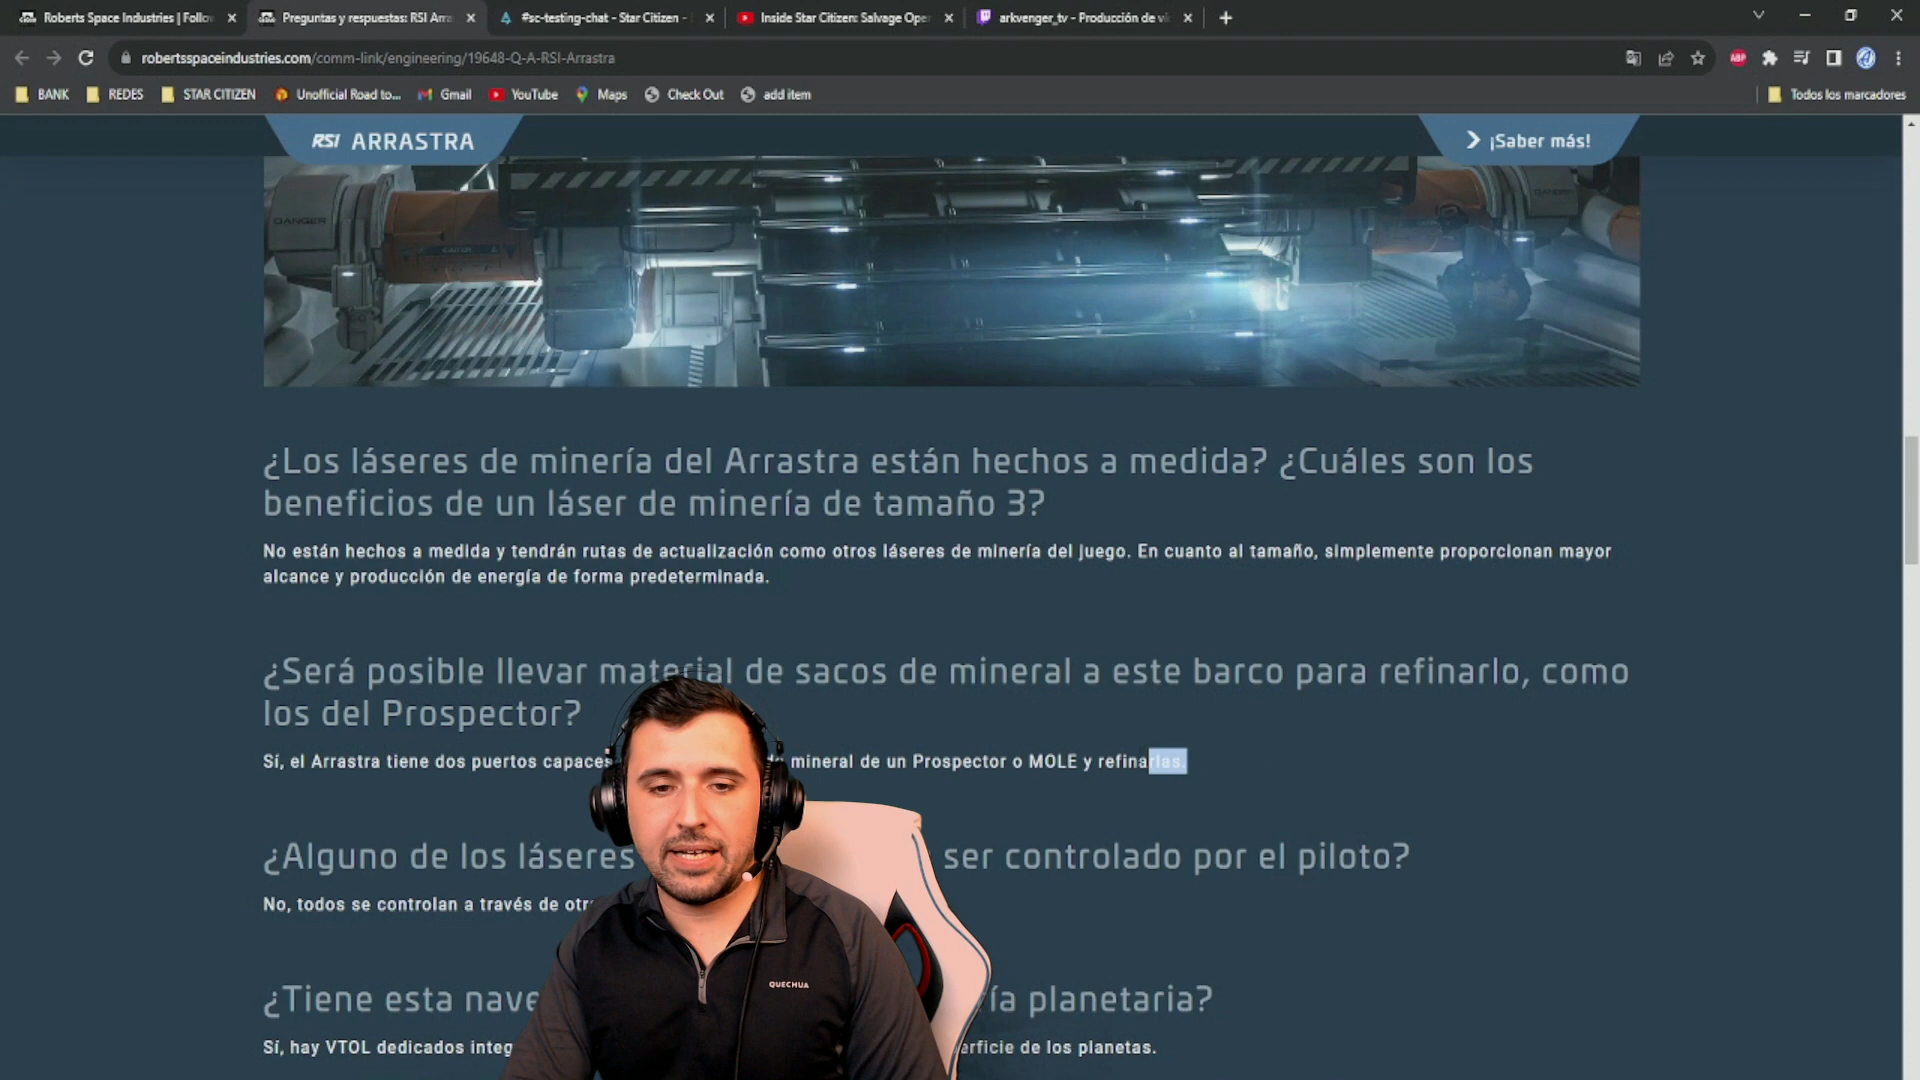 Roberts Space Industries | Follow
Preguntas y respuestas: RSI Arra
#sc-testing-chat - Star Citizen -
Inside Star Citizen: Salvage Oper
arkvenger_tv - Producción de vi
robertsspaceindustries.com/comm-link/engineering/19648-Q-A-RSI-Arrastra
ABP
BANK
REDES
STAR CITIZEN
Unofficial Road to...
Gmail
YouTube
Maps
Check Out
add item
Todos los marcadores
RSI ARRASTRA
¡Saber más!
DANGER
¿Los láseres de minería del Arrastra están hechos a medida? ¿Cuáles son los
beneficios de un láser de minería de tamaño 3?
No están hechos a medida y tendrán rutas de actualización como otros láseres de minería del juego. En cuanto al tamaño, simplemente proporcionan mayor
alcance y producción de energía de forma predeterminada.
¿Será posible llevar material de sacos de mineral a este barco para refinarlo, como
los del Prospector?
Sí, el Arrastra tiene dos puertos capaces mineral de un Prospector o MOLE y refinarlas.
¿Alguno de los láseres ser controlado por el piloto?
No, todos se controlan a través de otr
¿Tiene esta nave ía planetaria?
Sí, hay VTOL dedicados integ erficie de los planetas.
QUECHUA